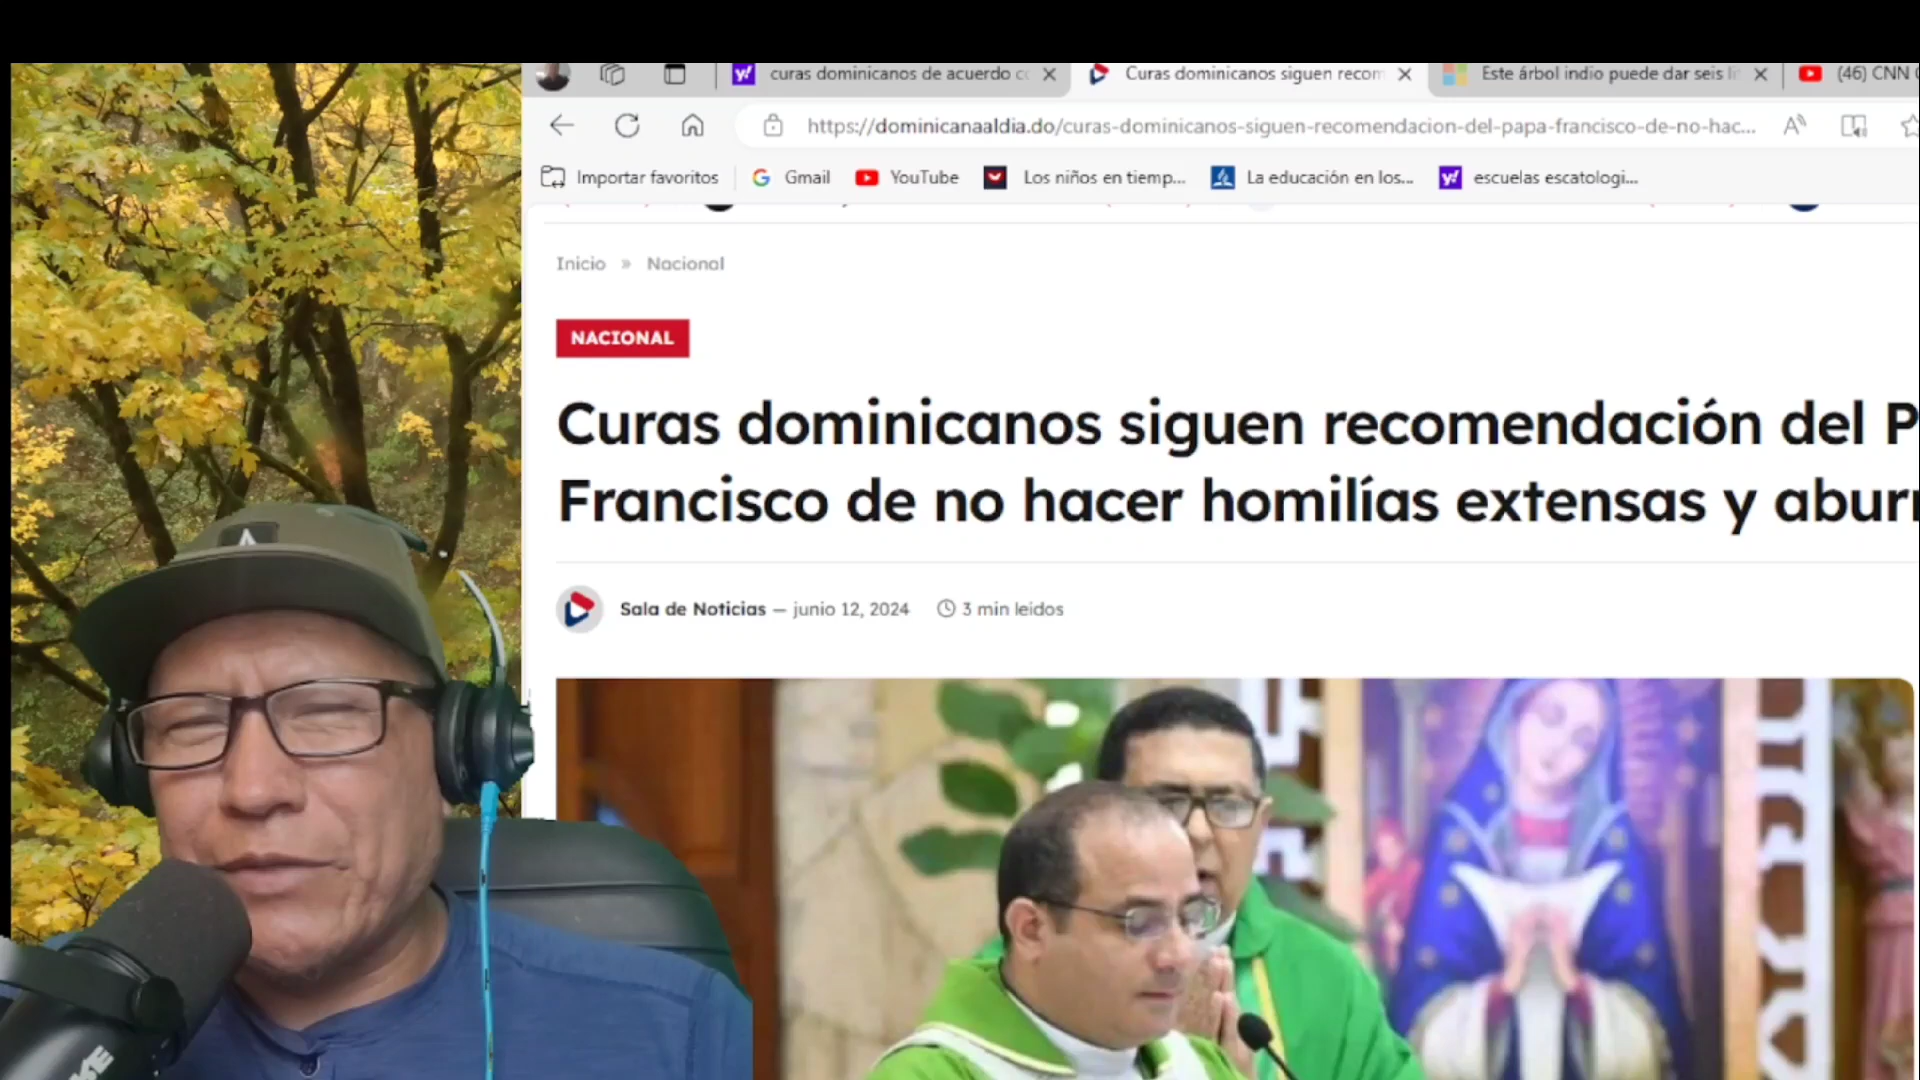 curas dominicanos de acuerdo
Curas dominicanos siguen recom
Este árbol indio puede dar seis
(46) CNN
https://dominicanaaldia.do/curas-dominicanos-siguen-recomendacion-del-papa-francisco-de-no-hac...
Importar favoritos
Gmail
YouTube
Los niños en tiemp...
La educación en los...
escuelas escatologi...
Inicio » Nacional
NACIONAL
Curas dominicanos siguen recomendación del P
Francisco de no hacer homilías extensas y abur
Sala de Noticias — junio 12, 2024 3 min leidos